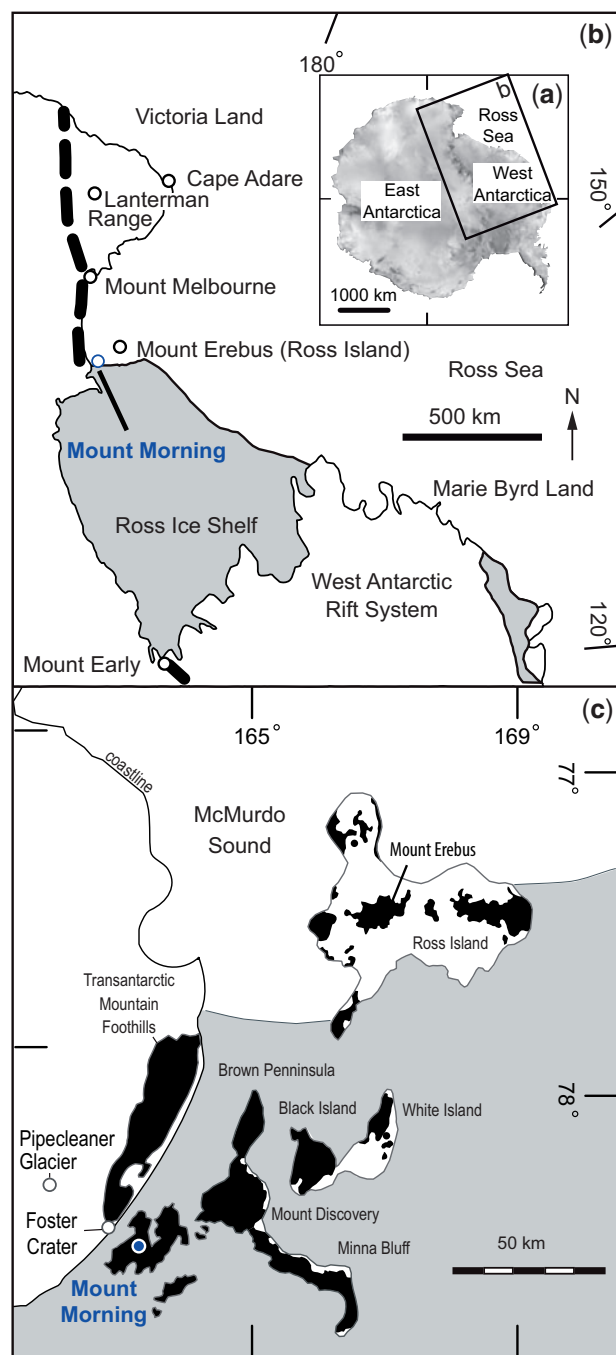 (b)
180°
Victoria Land
b
(a)
Ross
Sea
West
Antarctica
East
Antarctica
1000 km
150°
Cape Adare
Lanterman
Range
Mount Melbourne
Mount Erebus (Ross Island)
Ross Sea
N
500 km
Mount Morning
Marie Byrd Land
Ross Ice Shelf
West Antarctic
Rift System
120°
Mount Early
(c)
165°
169°
77°
coastline
McMurdo
Sound
Mount Erebus
Ross Island
Transantarctic
Mountain
Foothills
Brown Penninsula
78°
Black Island
White Island
Pipecleaner
Glacier
Foster
Crater
Mount Discovery
Minna Bluff
50 km
Mount
Morning